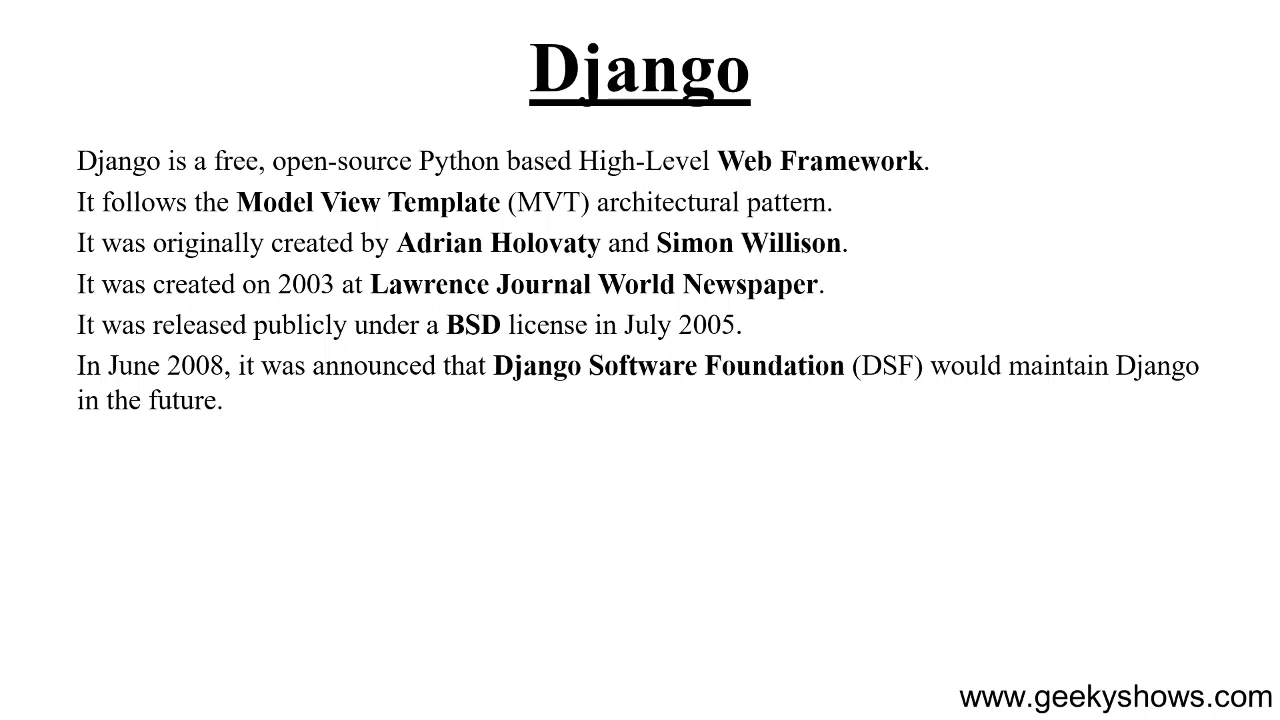 Django
Django is a free, open-source Python based High-Level Web Framework.
It follows the Model View Template (MVT) architectural pattern.
It was originally created by Adrian Holovaty and Simon Willison.
It was created on 2003 at Lawrence Journal World Newspaper.
It was released publicly under a BSD license in July 2005.
In June 2008, it was announced that Django Software Foundation (DSF) would maintain Django
in the future.
www.geekyshows.com